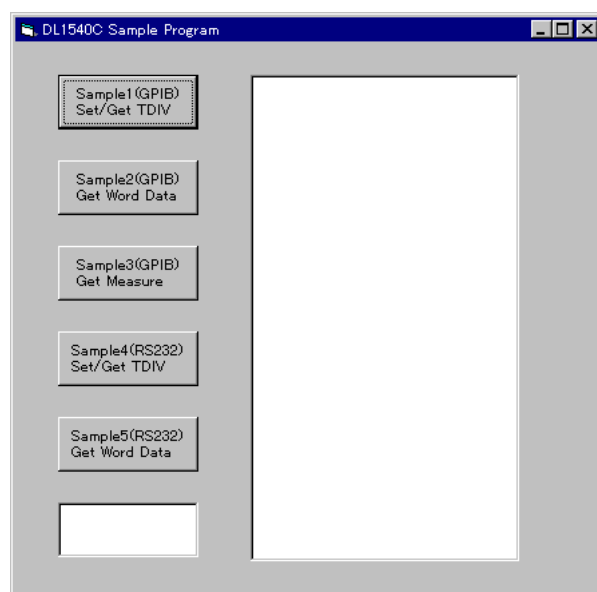 DL1540C Sample Program
Sample1(GPIB)
Set/Get TDIV
Sample2(GPIB)
Get Word Data
Sample3(GPIB)
Get Measure
Sample4(RS232)
Set/Get TDIV
Sample5(RS232)
Get Word Data